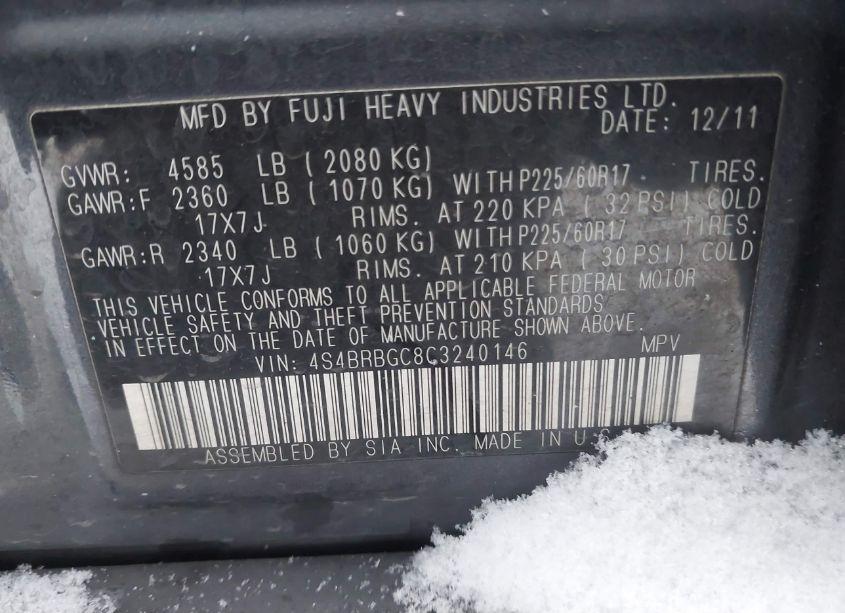 MFD BY FUJI HEAVY INDUSTRIES LTD.
DATE: 12/11
GVWR: 4585 LB ( 2080 KG)
GAWR:F 2360 LB ( 1070 KG) WITH P225/60R17 TIRES.
17X7J RIMS. AT 220 KPA ( 32 PSI) COLD
GAWR:R 2340 LB ( 1060 KG) WITH P225/60R17 TIRES.
17X7J RIMS. AT 210 KPA ( 30 PSI) COLD
THIS VEHICLE CONFORMS TO ALL APPLICABLE FEDERAL MOTOR
VEHICLE SAFETY AND THEFT PREVENTION STANDARDS
IN EFFECT ON THE DATE OF MANUFACTURE SHOWN ABOVE.
VIN: 4S4BRBGC8C3240146 MPV
ASSEMBLED BY SIA INC. MADE IN U.S